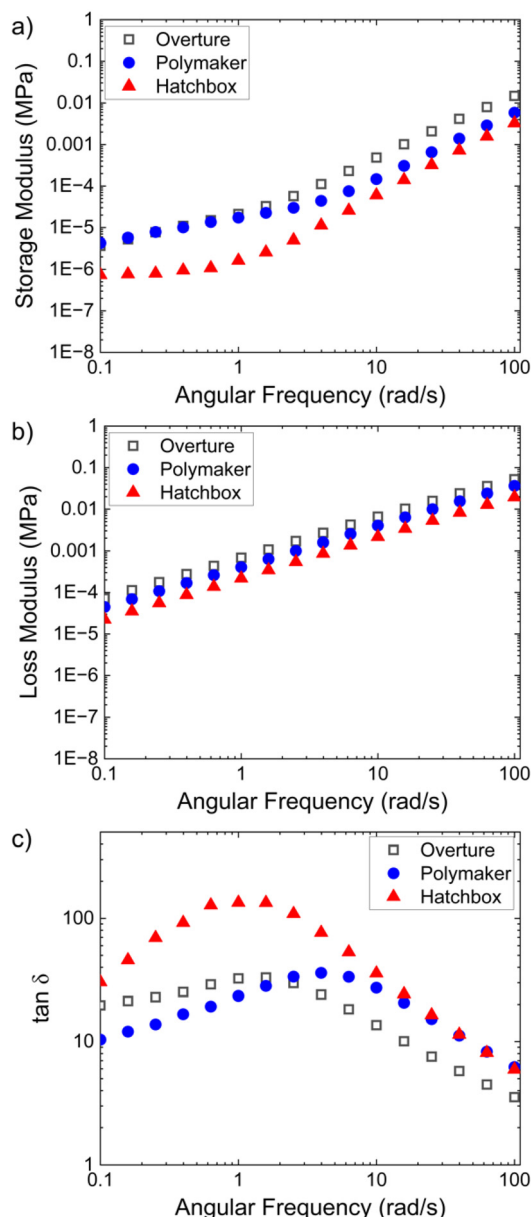 a)
Overture
Polymaker
Hatchbox
Storage Modulus (MPa)
1
0.1
0.01
0.001
1E−4
1E−5
1E−6
1E−7
1E−8
0.1 1 10 100
Angular Frequency (rad/s)
b)
Overture
Polymaker
Hatchbox
Loss Modulus (MPa)
1
0.1
0.01
0.001
1E−4
1E−5
1E−6
1E−7
1E−8
0.1 1 10 100
Angular Frequency (rad/s)
c)
Overture
Polymaker
Hatchbox
tan δ
100
10
1
0.1 1 10 100
Angular Frequency (rad/s)